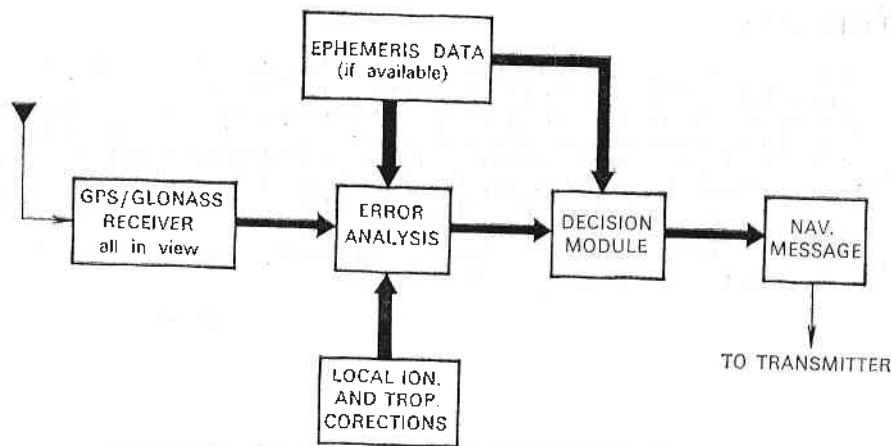 EPHEMERIS DATA
(if available)
GPS/GLONASS
RECEIVER
all in view
ERROR
ANALYSIS
DECISION
MODULE
NAV.
MESSAGE
TO TRANSMITTER
LOCAL ION.
AND TROP.
CORECTIONS